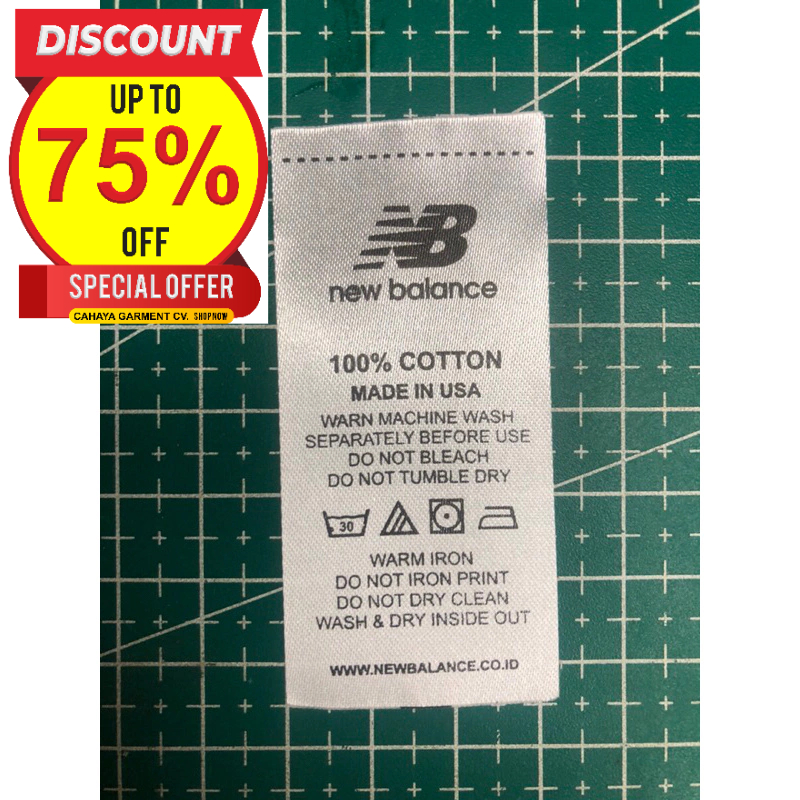 DISCOUNT
UP TO
75%
OFF
SPECIAL OFFER
CAHAYA GARMENT CV. SHOPNOW
NB
new balance
100% COTTON
MADE IN USA
WARN MACHINE WASH
SEPARATELY BEFORE USE
DO NOT BLEACH
DO NOT TUMBLE DRY
30
WARM IRON
DO NOT IRON PRINT
DO NOT DRY CLEAN
WASH & DRY INSIDE OUT
WWW.NEWBALANCE.CO.ID